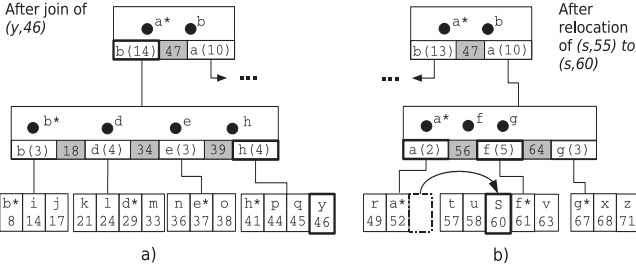 After join of
(y,46)
a* b
b(14) 47 a(10)
...
b* d e h
b(3) 18 d(4) 34 e(3) 39 h(4)
b* i j k l d* m n e* o h* p q y
8 14 17 21 24 29 33 36 37 38 41 44 45 46
a)
After
relocation
of (s,55) to
(s,60)
a* b
b(13) 47 a(10)
...
a* f g
a(2) 56 f(5) 64 g(3)
r a* t u S f* v g* x z
49 52 57 58 60 61 63 67 68 71
b)